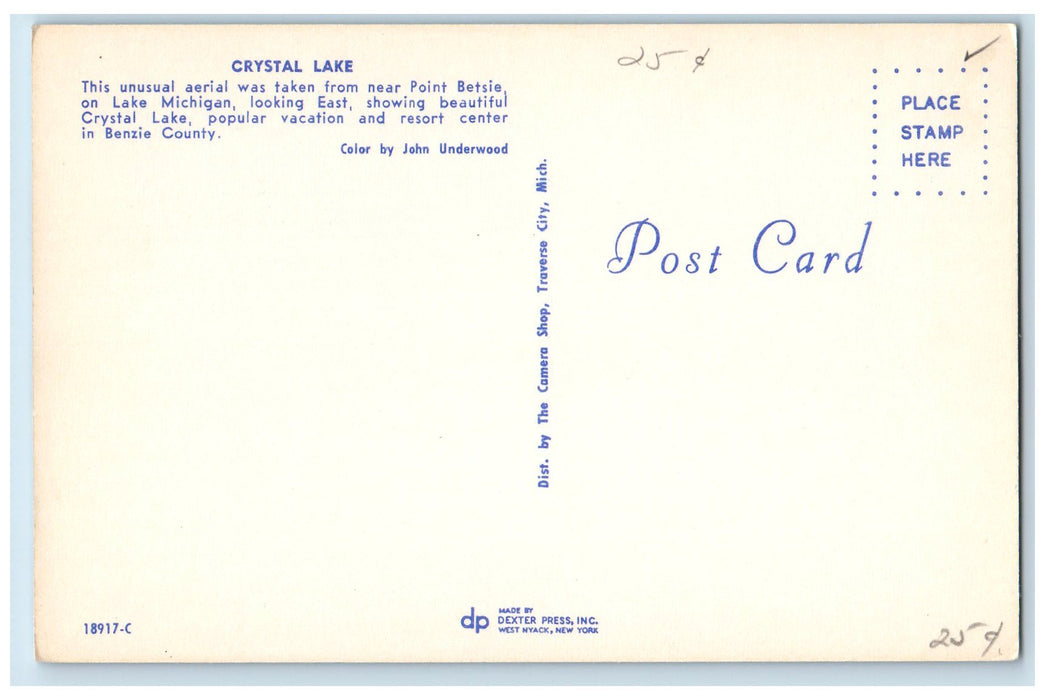 CRYSTAL LAKE
This unusual aerial was taken from near Point Betsie,
on Lake Michigan, looking East, showing beautiful
Crystal Lake, popular vacation and resort center
in Benzie County.
Color by John Underwood
Dist. by The Camera Shop, Traverse City, Mich.
25 ¢
PLACE
STAMP
HERE
Post Card
18917-C
dp
MADE BY
DEXTER PRESS, INC.
WEST NYACK, NEW YORK
25 ¢